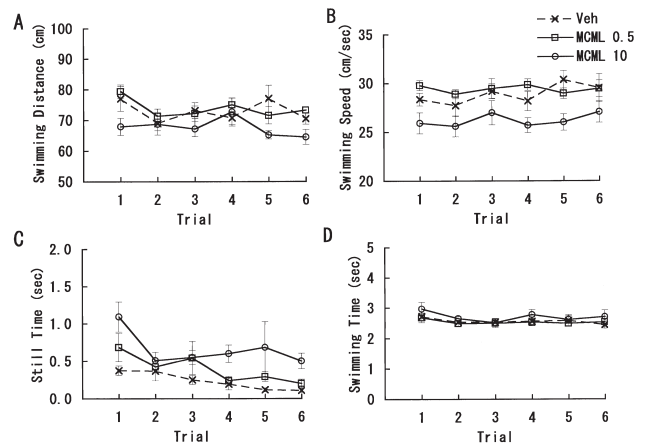 A
B
Veh
MCML 0.5
MCML 10
Swimming Distance (cm)
100
90
80
70
60
50
1 2 3 4 5 6
Trial
Swimming Speed (cm/sec)
40
35
30
25
20
1 2 3 4 5 6
Trial
C
D
Still Time (sec)
2.0
1.5
1.0
0.5
0.0
1 2 3 4 5 6
Trial
Swimming Time (sec)
5
4
3
2
1
0
1 2 3 4 5 6
Trial